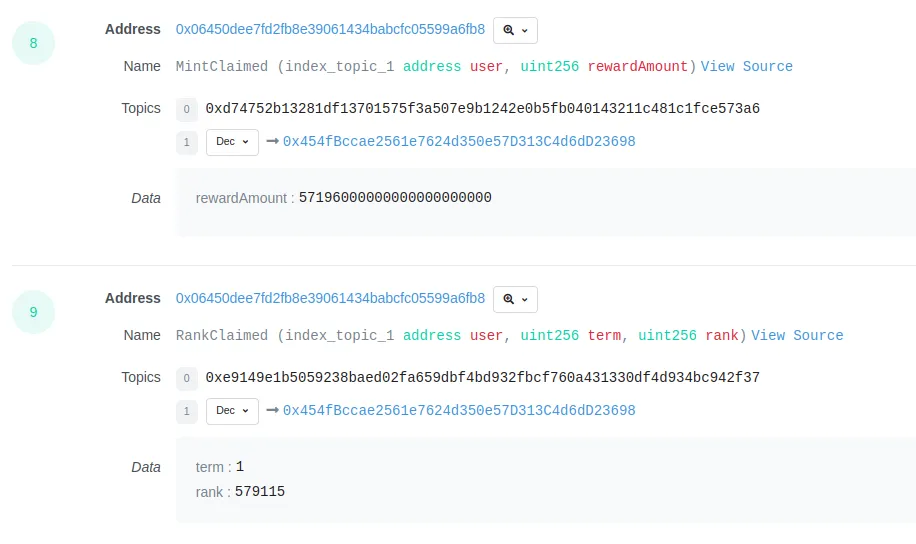 8
Address 0x06450dee7fd2fb8e39061434babcfc05599a6fb8
Name MintClaimed (index_topic_1 address user, uint256 rewardAmount) View Source
Topics 0 0xd74752b13281df13701575f3a507e9b1242e0b5fb040143211c481c1fce573a6
1 Dec → 0x454fBccae2561e7624d350e57D313C4d6dD23698
Data rewardAmount : 5719600000000000000000
9
Address 0x06450dee7fd2fb8e39061434babcfc05599a6fb8
Name RankClaimed (index_topic_1 address user, uint256 term, uint256 rank) View Source
Topics 0 0xe9149e1b5059238baed02fa659dbf4bd932fbcf760a431330df4d934bc942f37
1 Dec → 0x454fBccae2561e7624d350e57D313C4d6dD23698
Data term : 1
rank : 579115